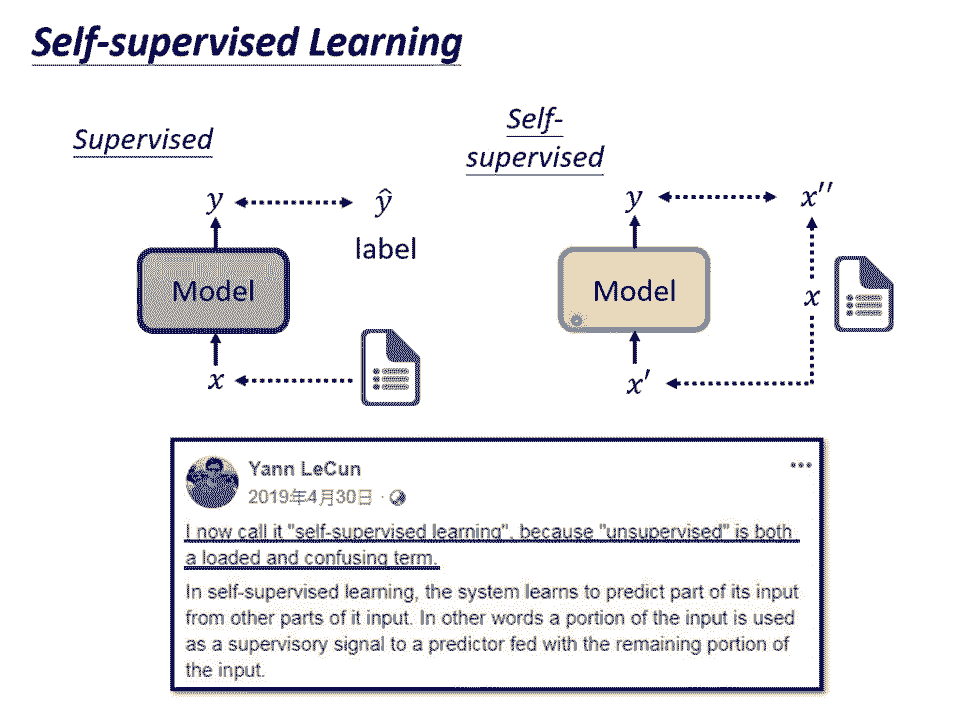 Self-supervised Learning
Supervised
Self-
supervised
y
ŷ
y
x′′
label
Model
Model
x
x
x′
Yann LeCun
2019年4月30日 ·
I now call it "self-supervised learning", because "unsupervised" is both
a loaded and confusing term.
In self-supervised learning, the system learns to predict part of its input
from other parts of it input. In other words a portion of the input is used
as a supervisory signal to a predictor fed with the remaining portion of
the input.